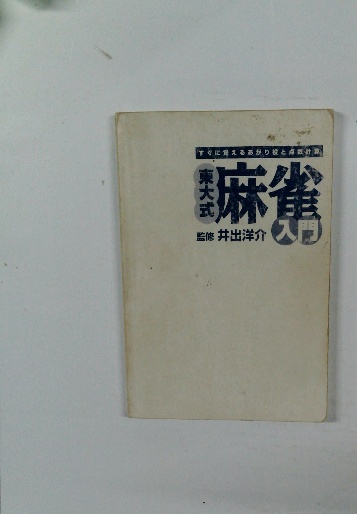 すぐに覚えるあがり役と点数計算
東大式
麻雀
入門
監修 井出洋介